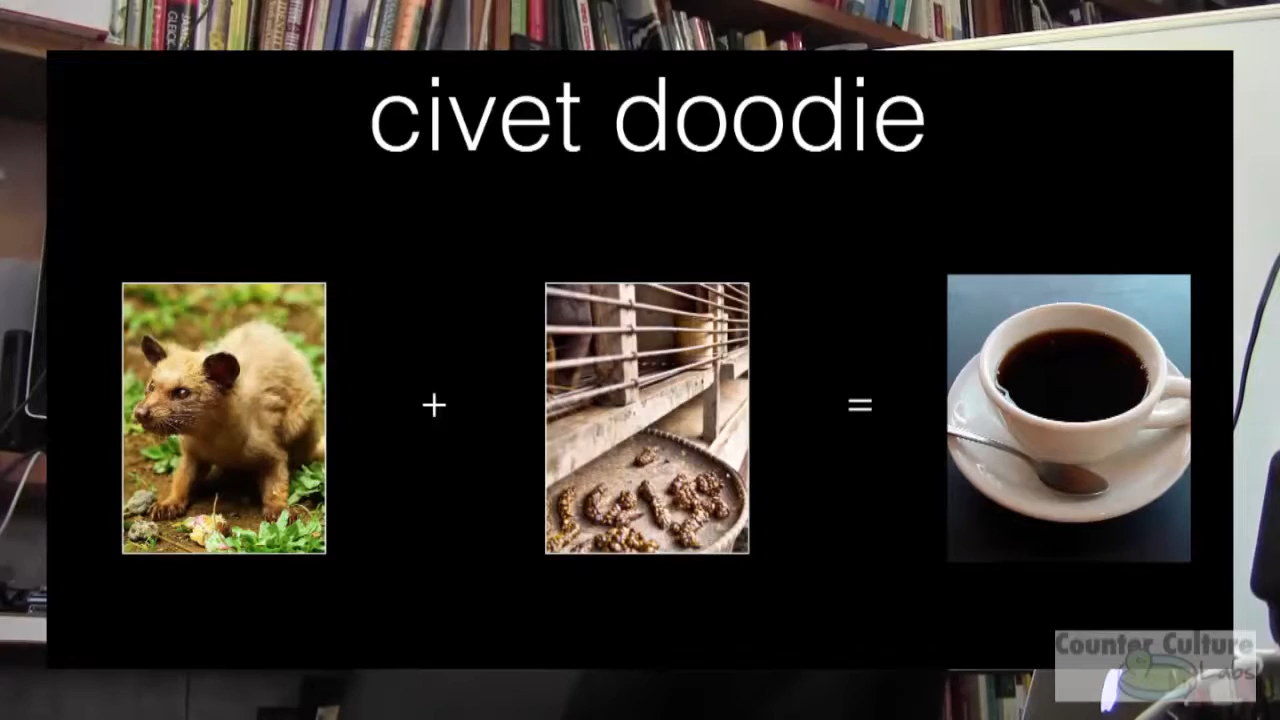 civet doodie
+
=
Counter Culture
Labs